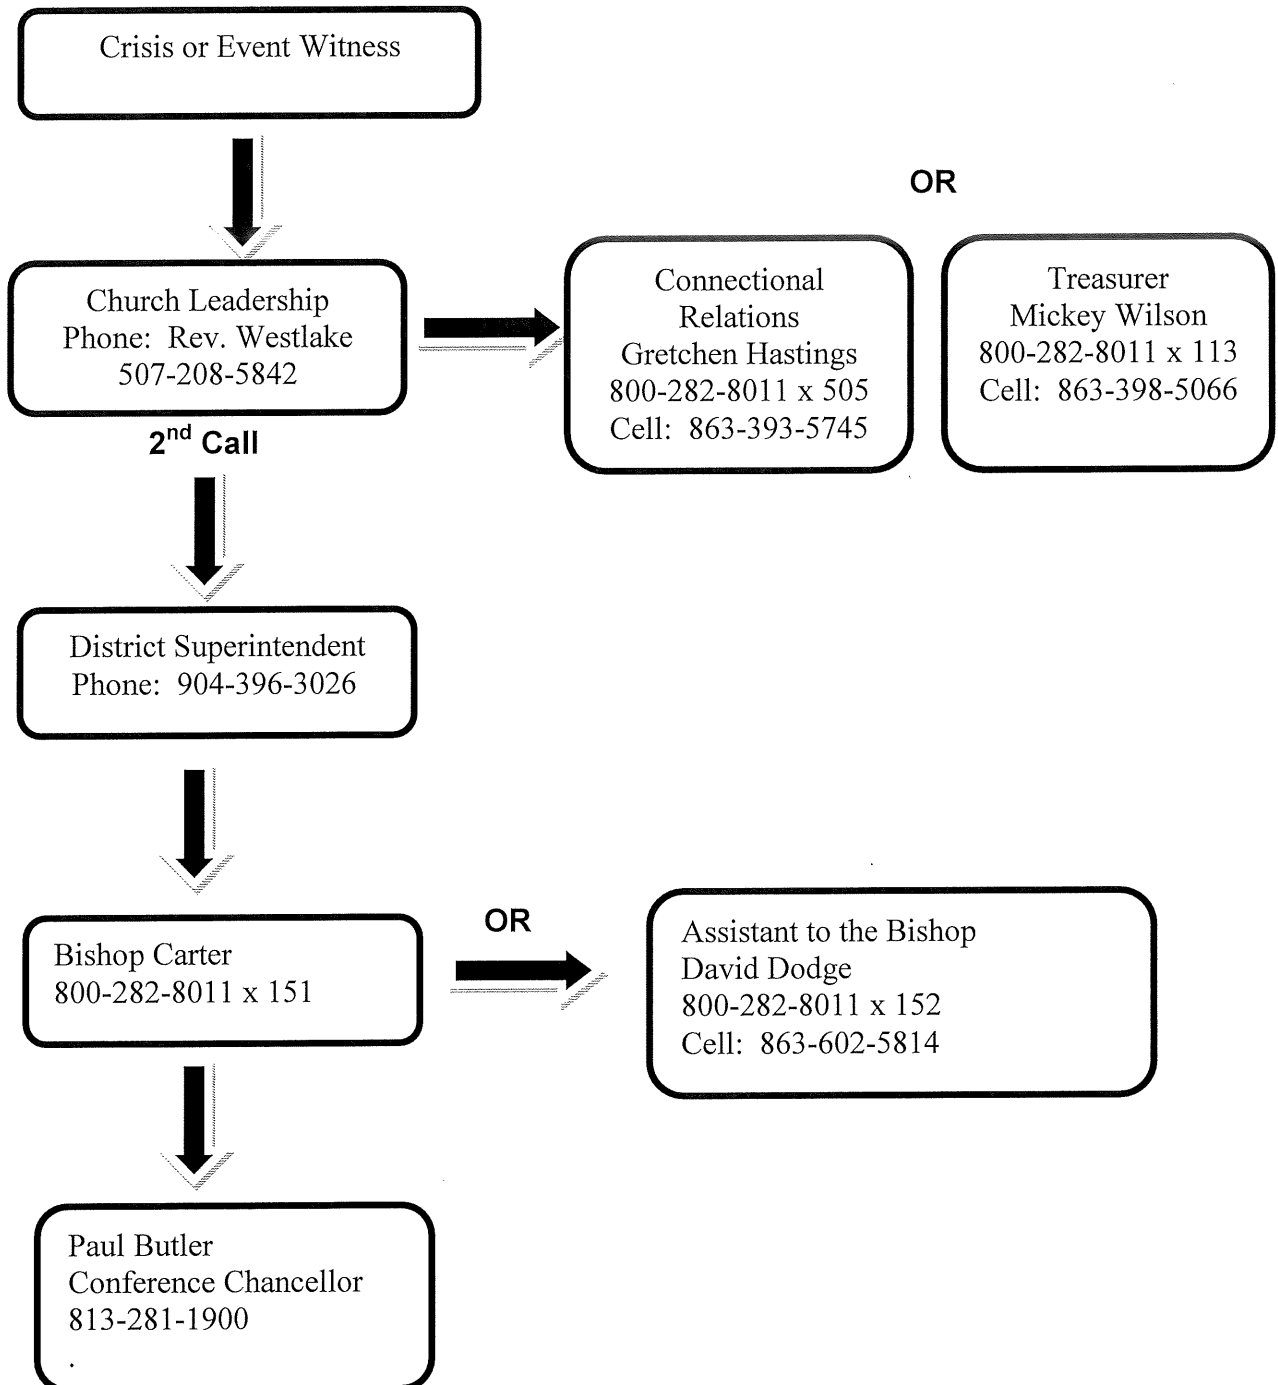 Crisis or Event Witness
OR
Church Leadership
Phone: Rev. Westlake
507-208-5842
Connectional
Relations
Gretchen Hastings
800-282-8011 x 505
Cell: 863-393-5745
Treasurer
Mickey Wilson
800-282-8011 x 113
Cell: 863-398-5066
2nd Call
District Superintendent
Phone: 904-396-3026
Bishop Carter
800-282-8011 x 151
OR
Assistant to the Bishop
David Dodge
800-282-8011 x 152
Cell: 863-602-5814
Paul Butler
Conference Chancellor
813-281-1900
.